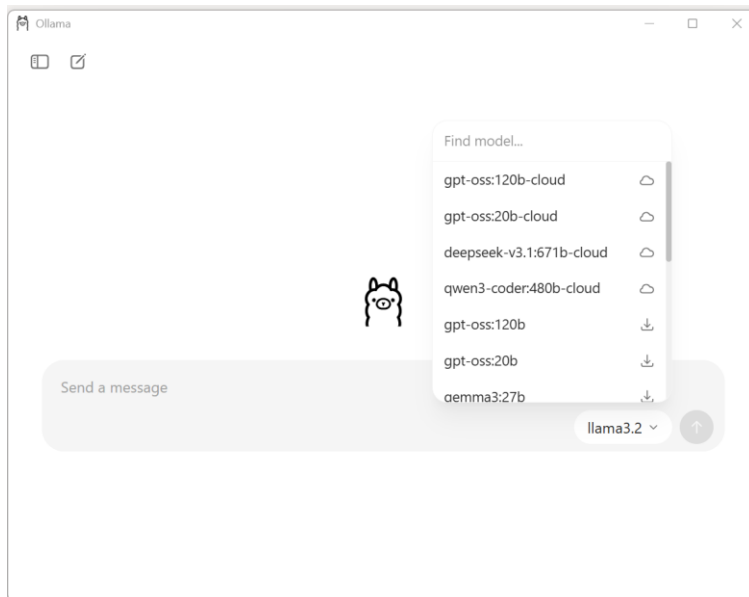 Ollama
Find model...
gpt-oss:120b-cloud
gpt-oss:20b-cloud
deepseek-v3.1:671b-cloud
qwen3-coder:480b-cloud
gpt-oss:120b
gpt-oss:20b
gemma3:27b
Send a message
llama3.2